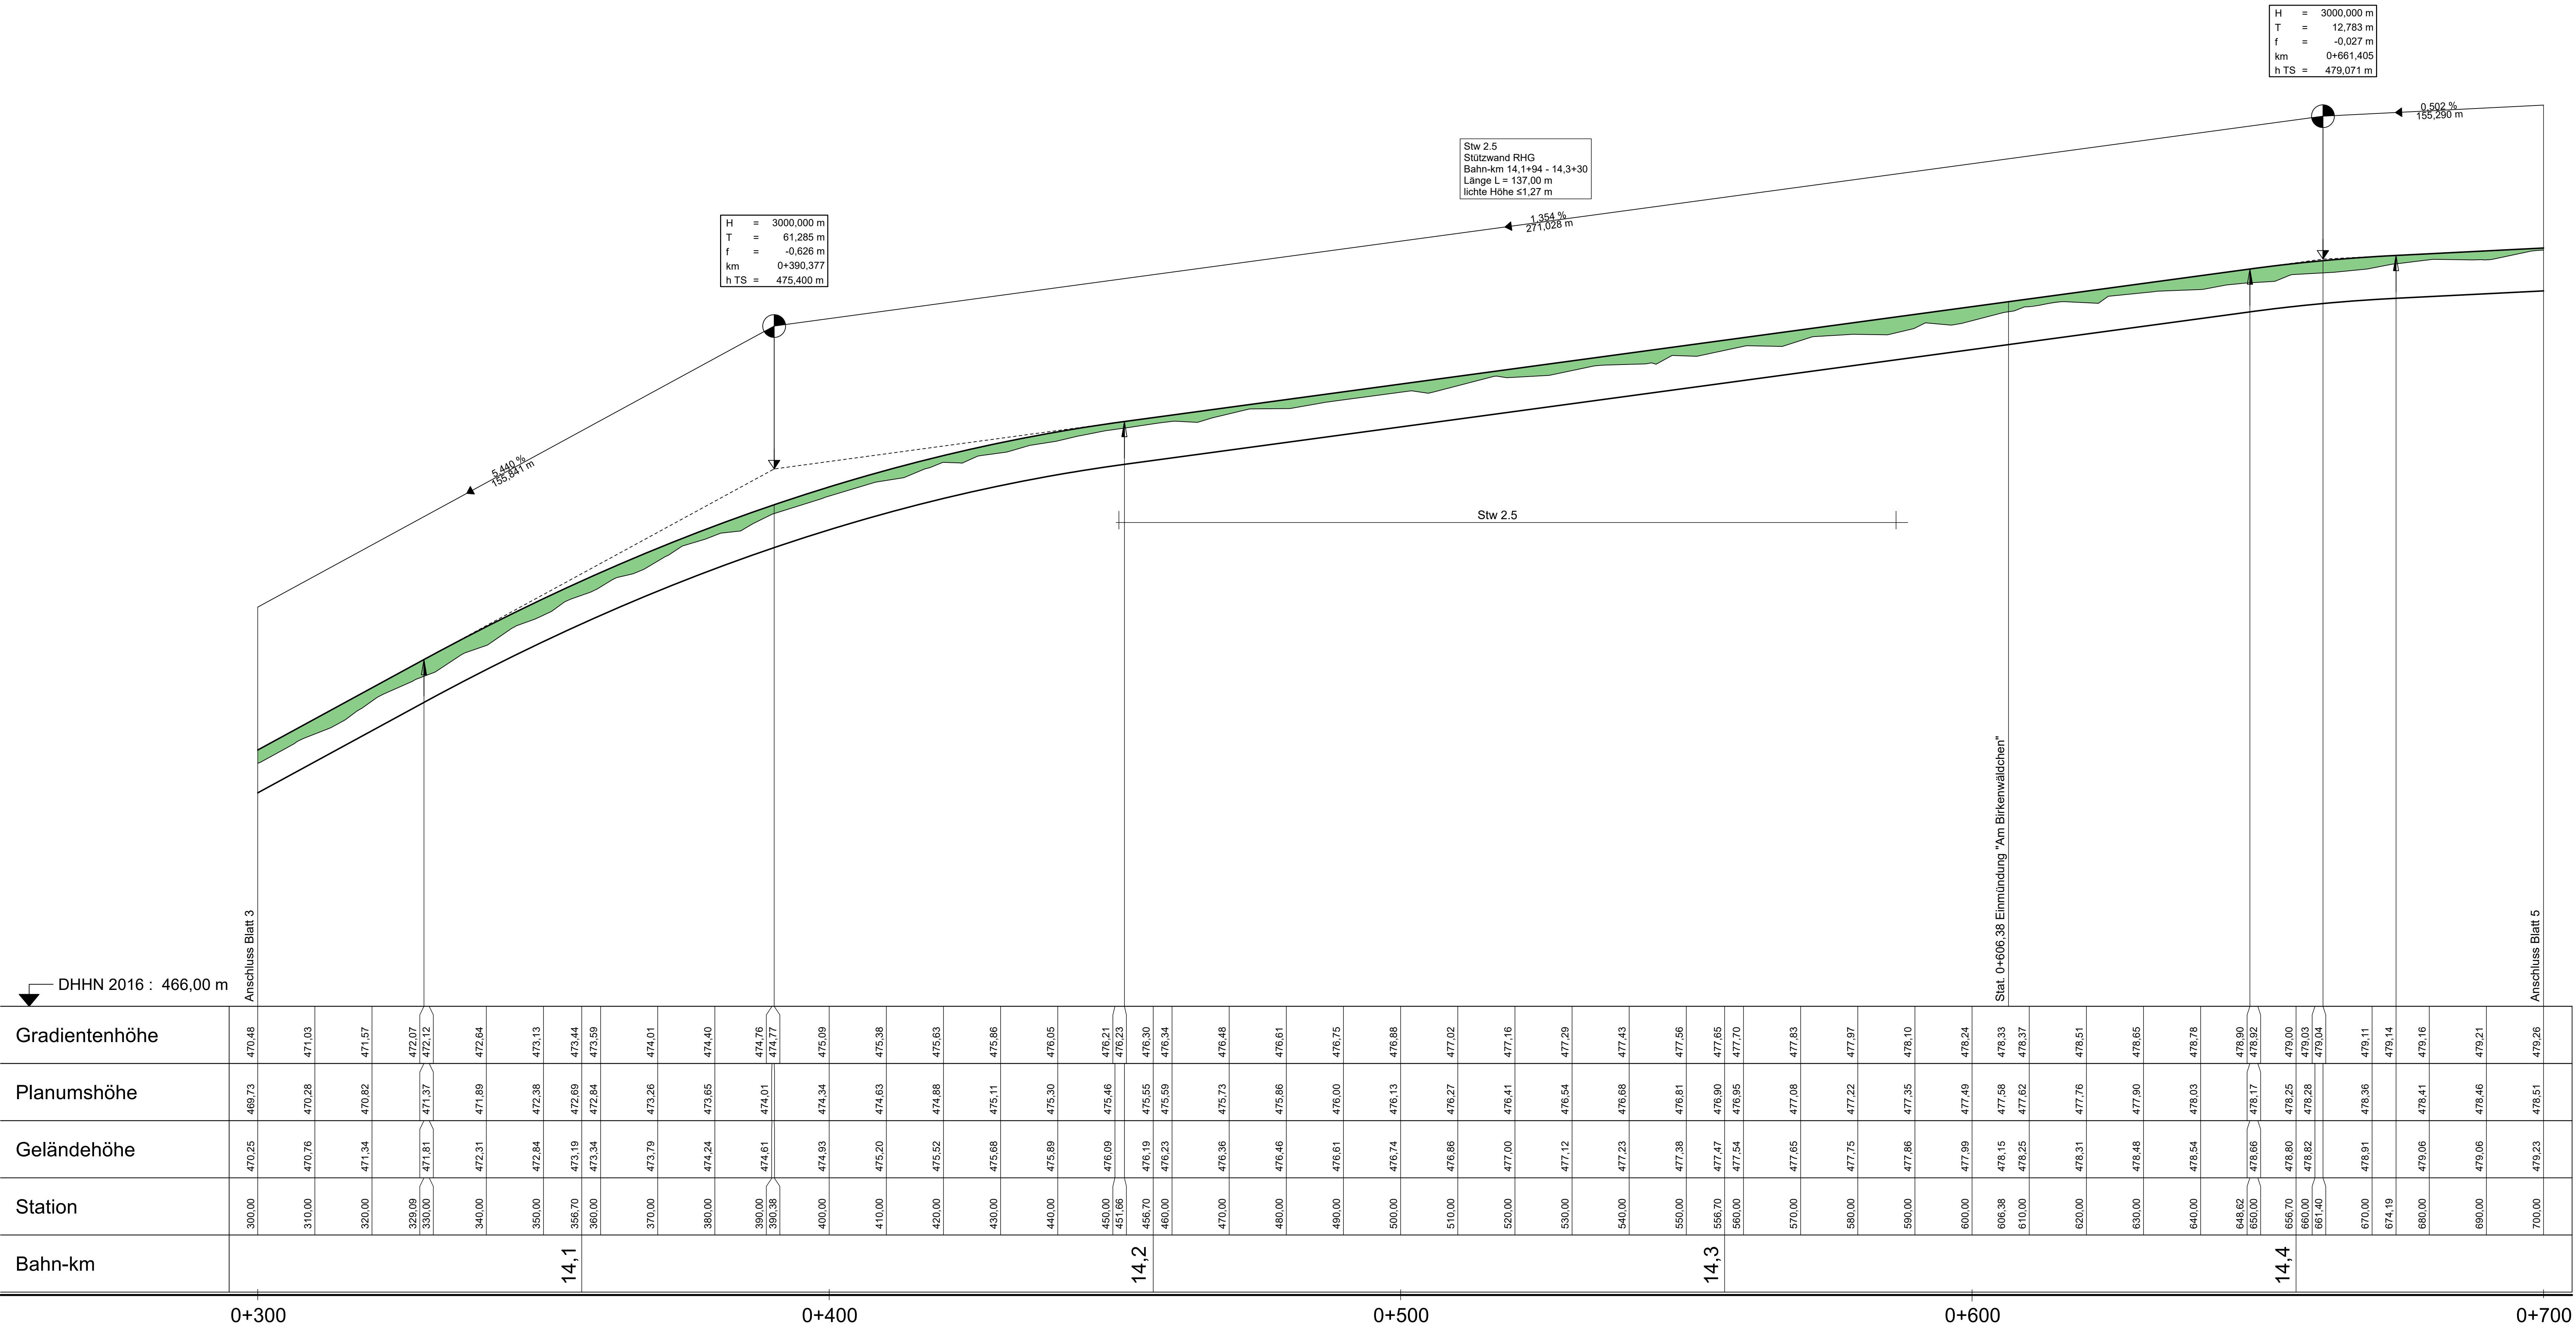 H = 3000,000 m
T = 12,783 m
f = -0,027 m
km 0+661,405
h TS = 479,071 m
0,502 %
155,290 m
Stw 2.5
Stützwand RHG
Bahn-km 14,1+94 - 14,3+30
Länge L = 137,00 m
lichte Höhe ≤1,27 m
1,354 %
271,028 m
H = 3000,000 m
T = 61,285 m
f = -0,626 m
km 0+390,377
h TS = 475,400 m
5,440 %
155,841 m
Stw 2.5
Anschluss Blatt 3
Stat. 0+606,38 Einmündung "Am Birkenwäldchen"
Anschluss Blatt 5
DHHN 2016 : 466,00 m
Gradientenhöhe 470,48 471,03 471,57 472,07 472,12 472,64 473,13 473,44 473,59 474,01 474,40 474,76 474,77 475,09 475,38 475,63 475,86 476,05 476,21 476,23 476,30 476,34 476,48 476,61 476,75 476,88 477,02 477,16 477,29 477,43 477,56 477,65 477,70 477,83 477,97 478,10 478,24 478,33 478,37 478,51 478,65 478,78 478,90 478,92 479,00 479,03 479,04 479,11 479,14 479,16 479,21 479,26
Planumshöhe 469,73 470,28 470,82 471,37 471,89 472,38 472,69 472,84 473,26 473,65 474,01 474,34 474,63 474,88 475,11 475,30 475,46 475,55 475,59 475,73 475,86 476,00 476,13 476,27 476,41 476,54 476,68 476,81 476,90 476,95 477,08 477,22 477,35 477,49 477,58 477,62 477,76 477,90 478,03 478,17 478,25 478,28 478,36 478,41 478,46 478,51
Geländehöhe 470,25 470,76 471,34 471,81 472,31 472,84 473,19 473,34 473,79 474,24 474,61 474,93 475,20 475,52 475,68 475,89 476,09 476,19 476,23 476,36 476,46 476,61 476,74 476,86 477,00 477,12 477,23 477,38 477,47 477,54 477,65 477,75 477,86 477,99 478,15 478,25 478,31 478,48 478,54 478,66 478,80 478,82 478,91 479,06 479,06 479,23
Station 300,00 310,00 320,00 329,09 330,00 340,00 350,00 356,70 360,00 370,00 380,00 390,00 390,38 400,00 410,00 420,00 430,00 440,00 450,00 451,66 456,70 460,00 470,00 480,00 490,00 500,00 510,00 520,00 530,00 540,00 550,00 556,70 560,00 570,00 580,00 590,00 600,00 606,38 610,00 620,00 630,00 640,00 648,62 650,00 656,70 660,00 661,40 670,00 674,19 680,00 690,00 700,00
Bahn-km 14,1 14,2 14,3 14,4
0+300 0+400 0+500 0+600 0+700